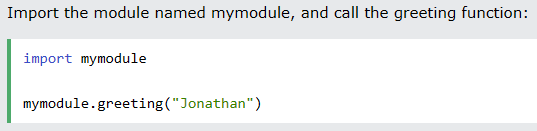 Import the module named mymodule, and call the greeting function:
import mymodule
mymodule.greeting("Jonathan")